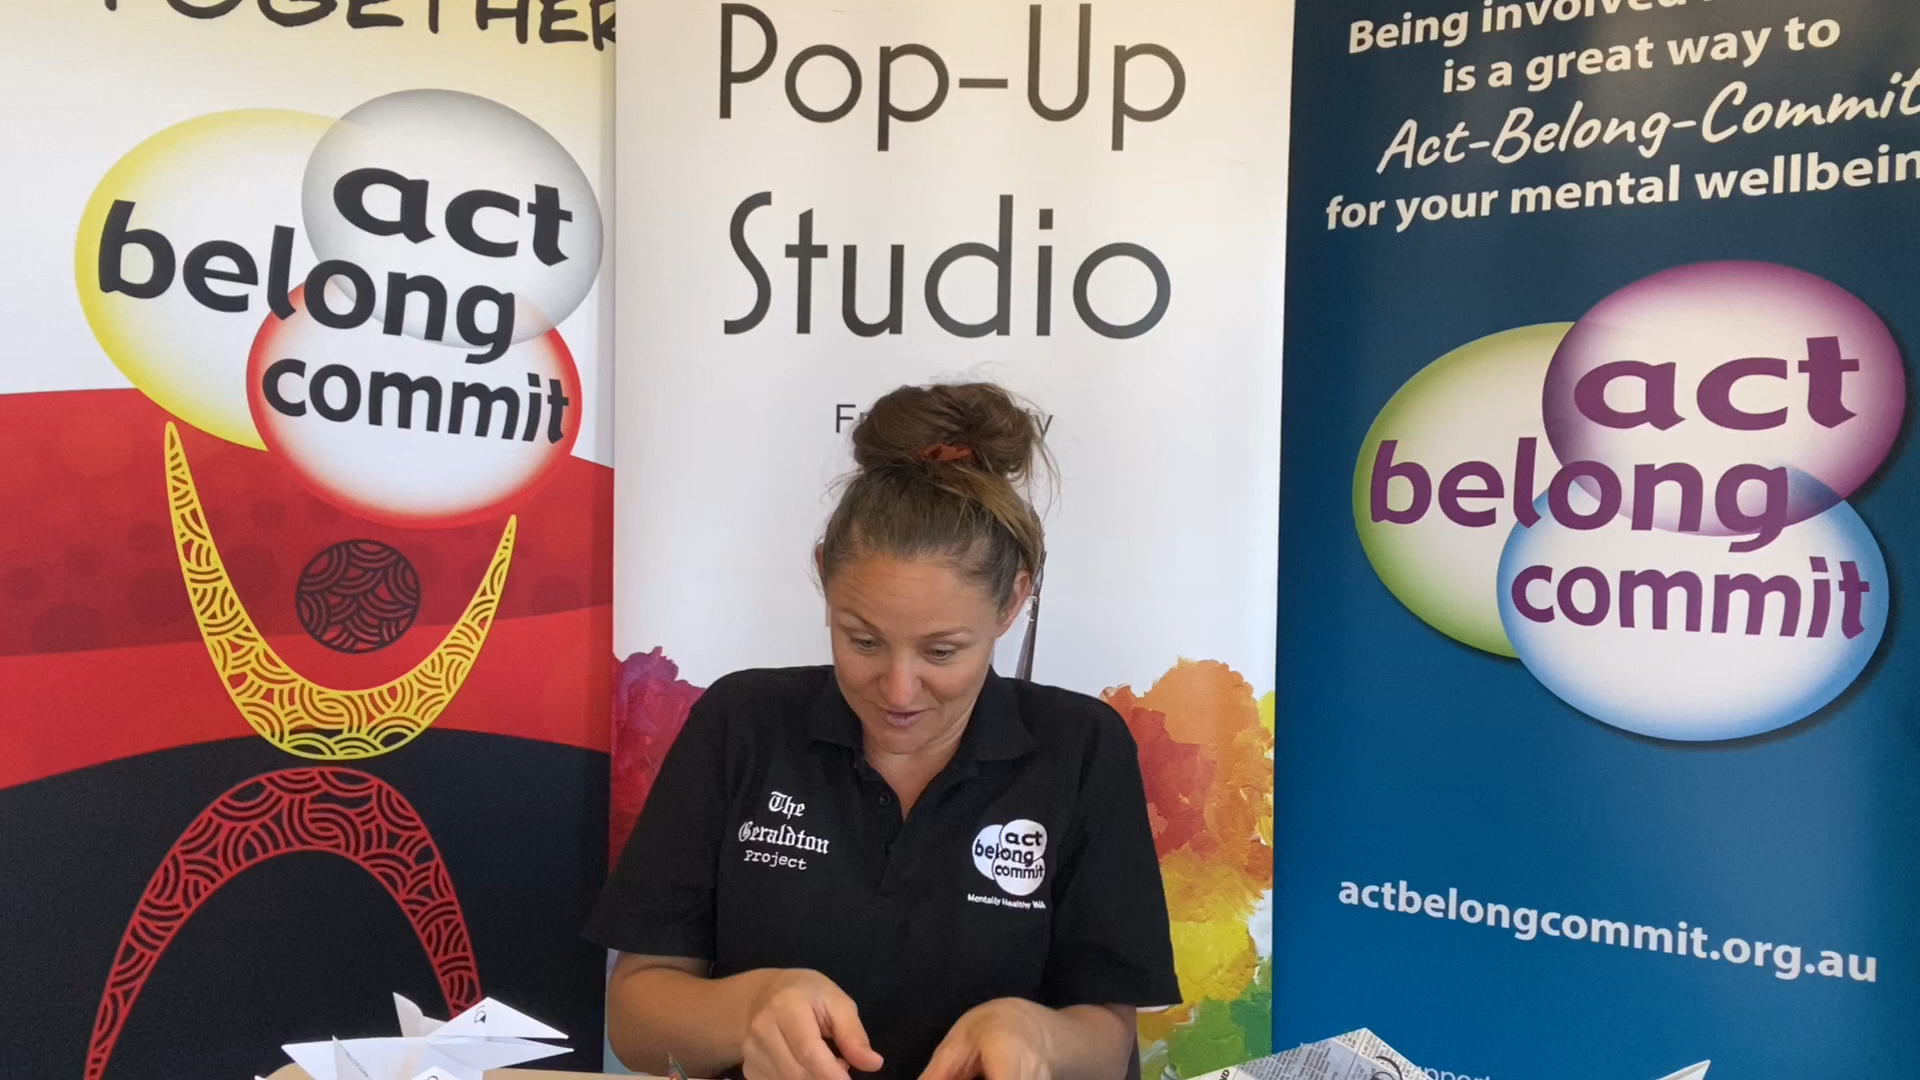 TOGETHER
act
belong
commit
Pop-Up
Studio
Being involved
is a great way to
Act-Belong-Commit
for your mental wellbein
act
belong
commit
actbelongcommit.org.au
The
Geraldton
Project
act
belong
commit
Mentally Healthy WA